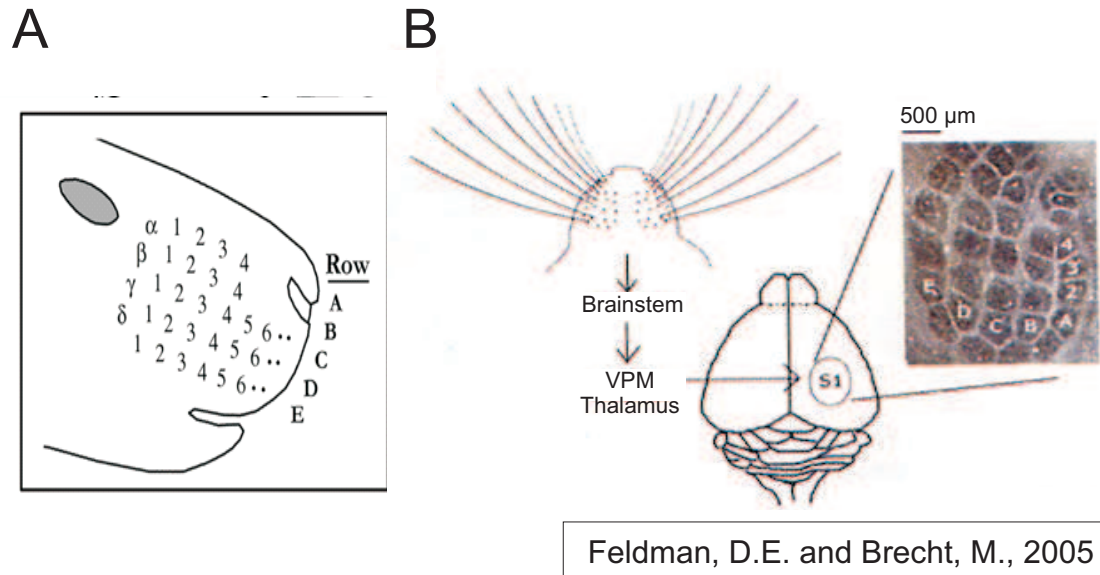 A
B
500 µm
α 1 2 3 4
β 1 2 3 4
γ 1 2 3 4 5 6 ..
δ 1 2 3 4 5 6 ..
1 2 3 4 5 6 ..
Row
A
B
C
D
E
Brainstem
VPM
Thalamus
S1
4
3
2
E D C B A
Feldman, D.E. and Brecht, M., 2005